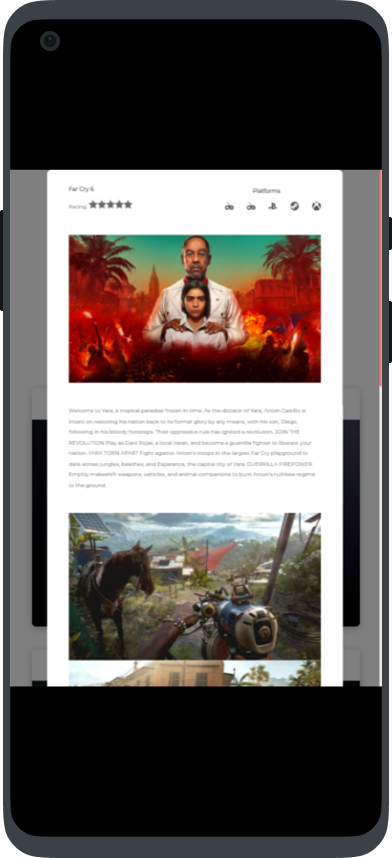 Far Cry 6
Platforms
Racing:
Welcome to Yara, a tropical paradise frozen in time. As the dictator of Yara, Anton Castillo is
intent on restoring his nation back to its former glory by any means, with his son, Diego,
following in his bloody footsteps. Their oppressive rule has ignited a revolution. JOIN THE
REVOLUTION Play as Dani Rojas, a local Yaran, and become a guerrilla fighter to liberate your
nation. YARA TORN APART Fight against Anton's troops in the largest Far Cry playground to
date across jungles, beaches, and Esperanza, the capital city of Yara. GUERRILLA FIREPOWER
Employ makeshift weapons, vehicles, and animal companions to burn Anton's ruthless regime
to the ground.